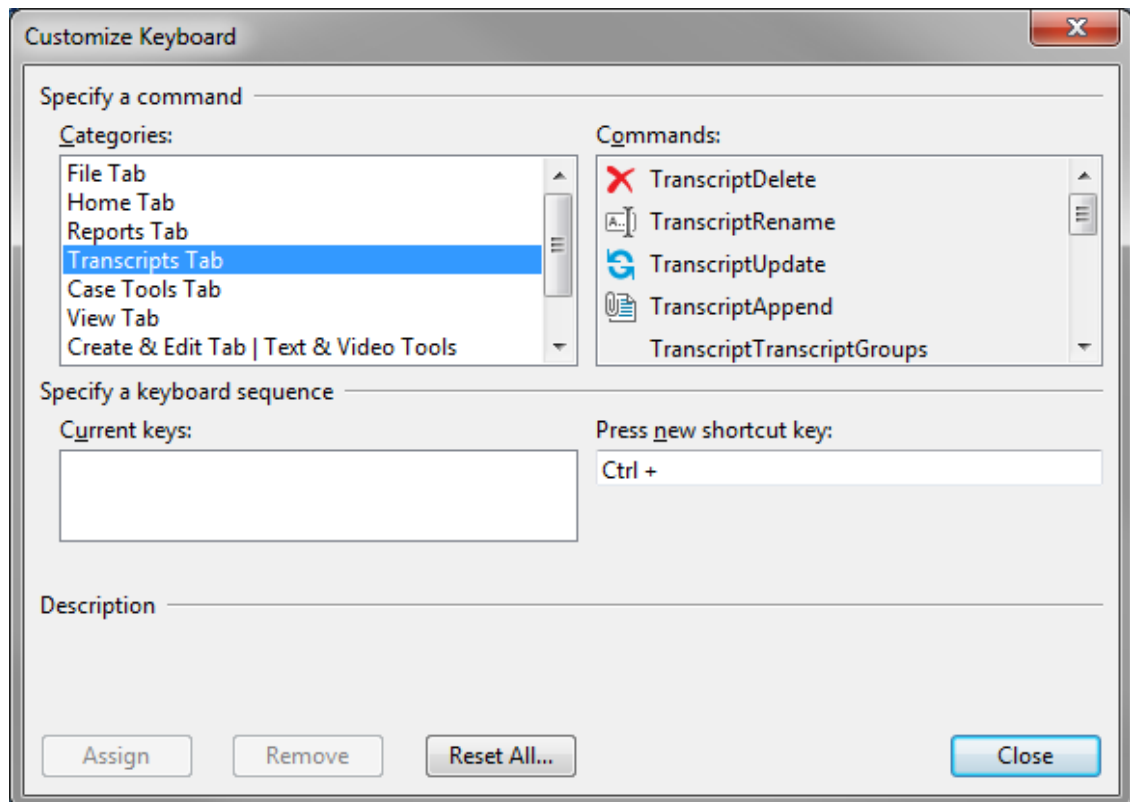 Customize Keyboard
Specify a command
Categories:
File Tab
Home Tab
Reports Tab
Transcripts Tab
Case Tools Tab
View Tab
Create & Edit Tab | Text & Video Tools
Commands:
TranscriptDelete
TranscriptRename
TranscriptUpdate
TranscriptAppend
TranscriptTranscriptGroups
Specify a keyboard sequence
Current keys:
Press new shortcut key:
Ctrl +
Description
Assign
Remove
Reset All...
Close